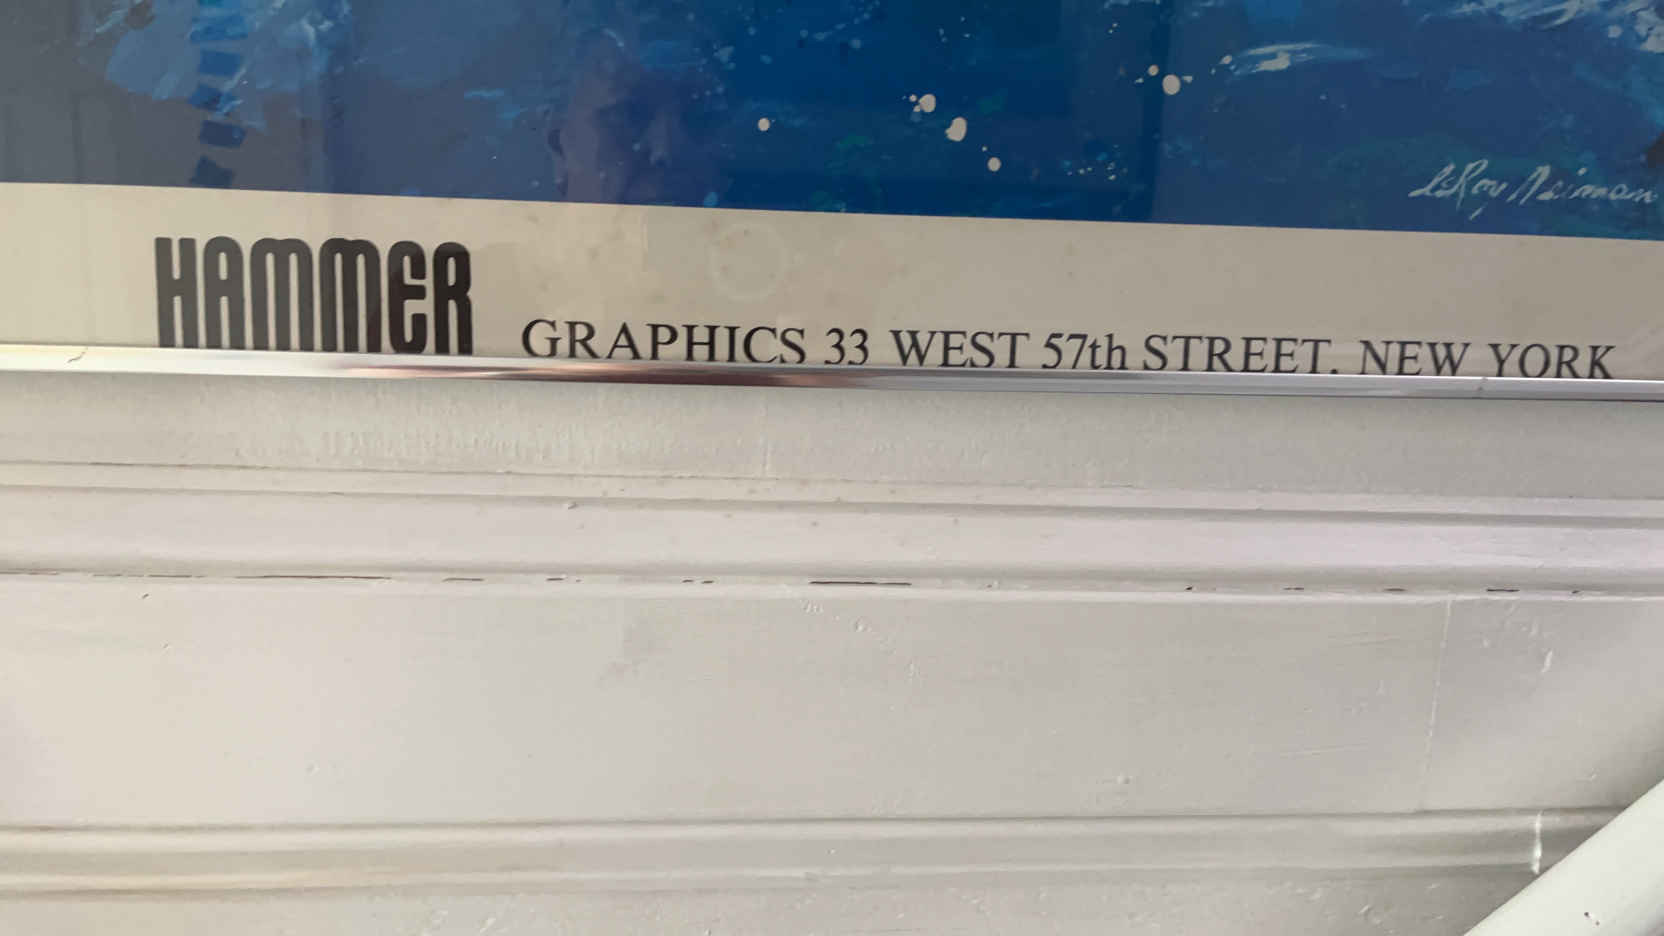 LeRoy Neiman
HAMMER
GRAPHICS 33 WEST 57th STREET. NEW YORK